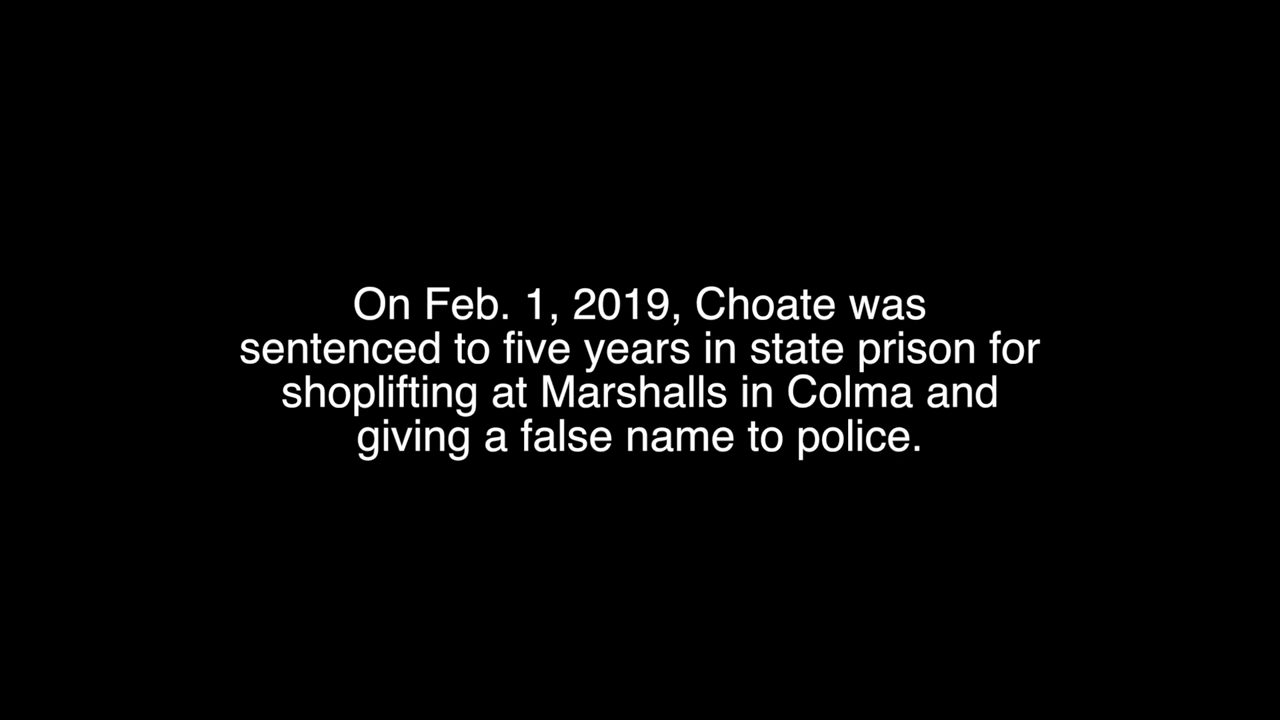 On Feb. 1, 2019, Choate was
sentenced to five years in state prison for
shoplifting at Marshalls in Colma and
giving a false name to police.